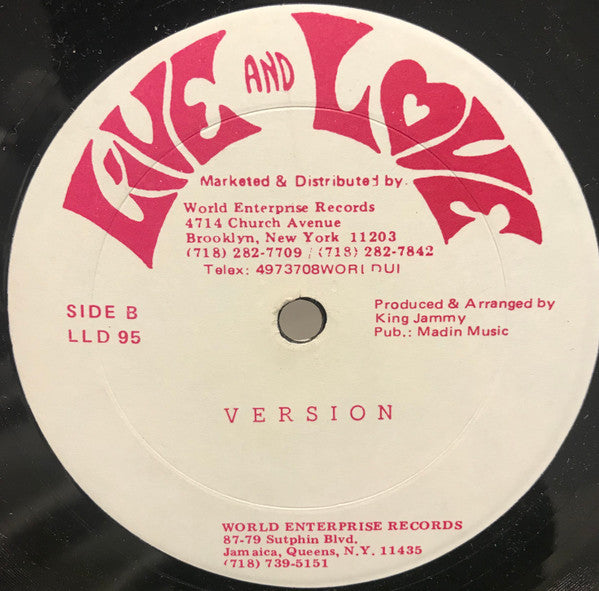 LIVE AND LOVE
Marketed & Distributed by.
World Enterprise Records
4714 Church Avenue
Brooklyn, New York 11203
(718) 282-7709 / (718) 282-7842
Telex: 4973708WORLDUI
SIDE B
LLD 95
Produced & Arranged by
King Jammy
Pub.: Madin Music
VERSION
WORLD ENTERPRISE RECORDS
87-79 Sutphin Blvd.
Jamaica, Queens, N.Y. 11435
(718) 739-5151